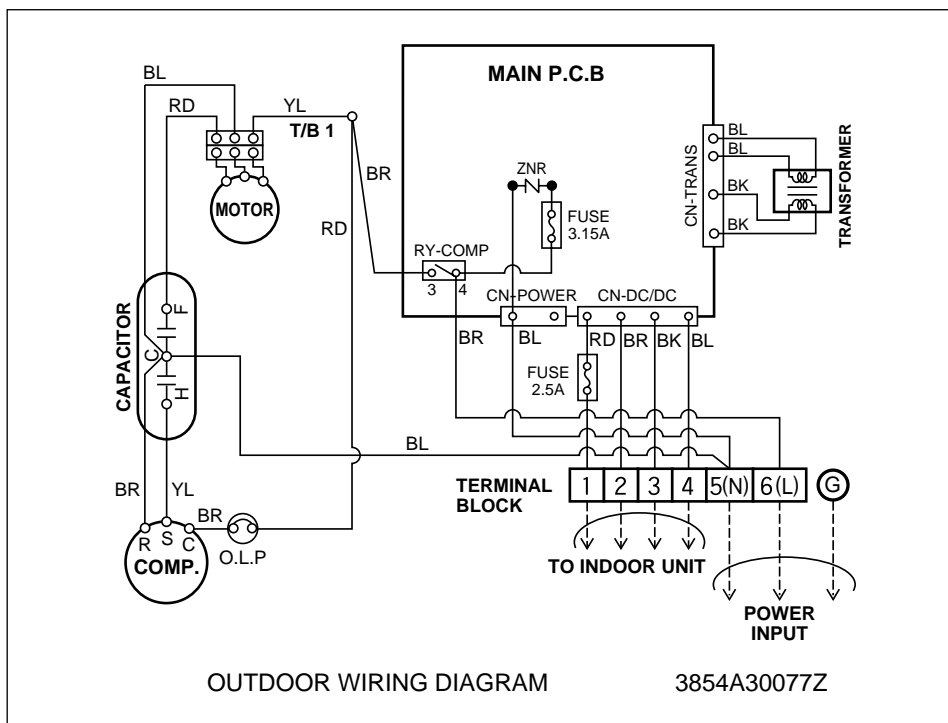 MAIN P.C.B
BL
RD
YL
T/B 1
BR
RD
MOTOR
ZNR
FUSE
3.15A
RY-COMP
3 4
CN-POWER
CN-DC/DC
CN-TRANS
BL
BL
BK
BK
TRANSFORMER
CAPACITOR
F
C
H
BR
BL
RD BR BK BL
FUSE
2.5A
BL
BR
YL
BR
R S C
COMP.
O.L.P
TERMINAL
BLOCK
1 2 3 4 5(N) 6(L) G
TO INDOOR UNIT
POWER
INPUT
OUTDOOR WIRING DIAGRAM
3854A30077Z